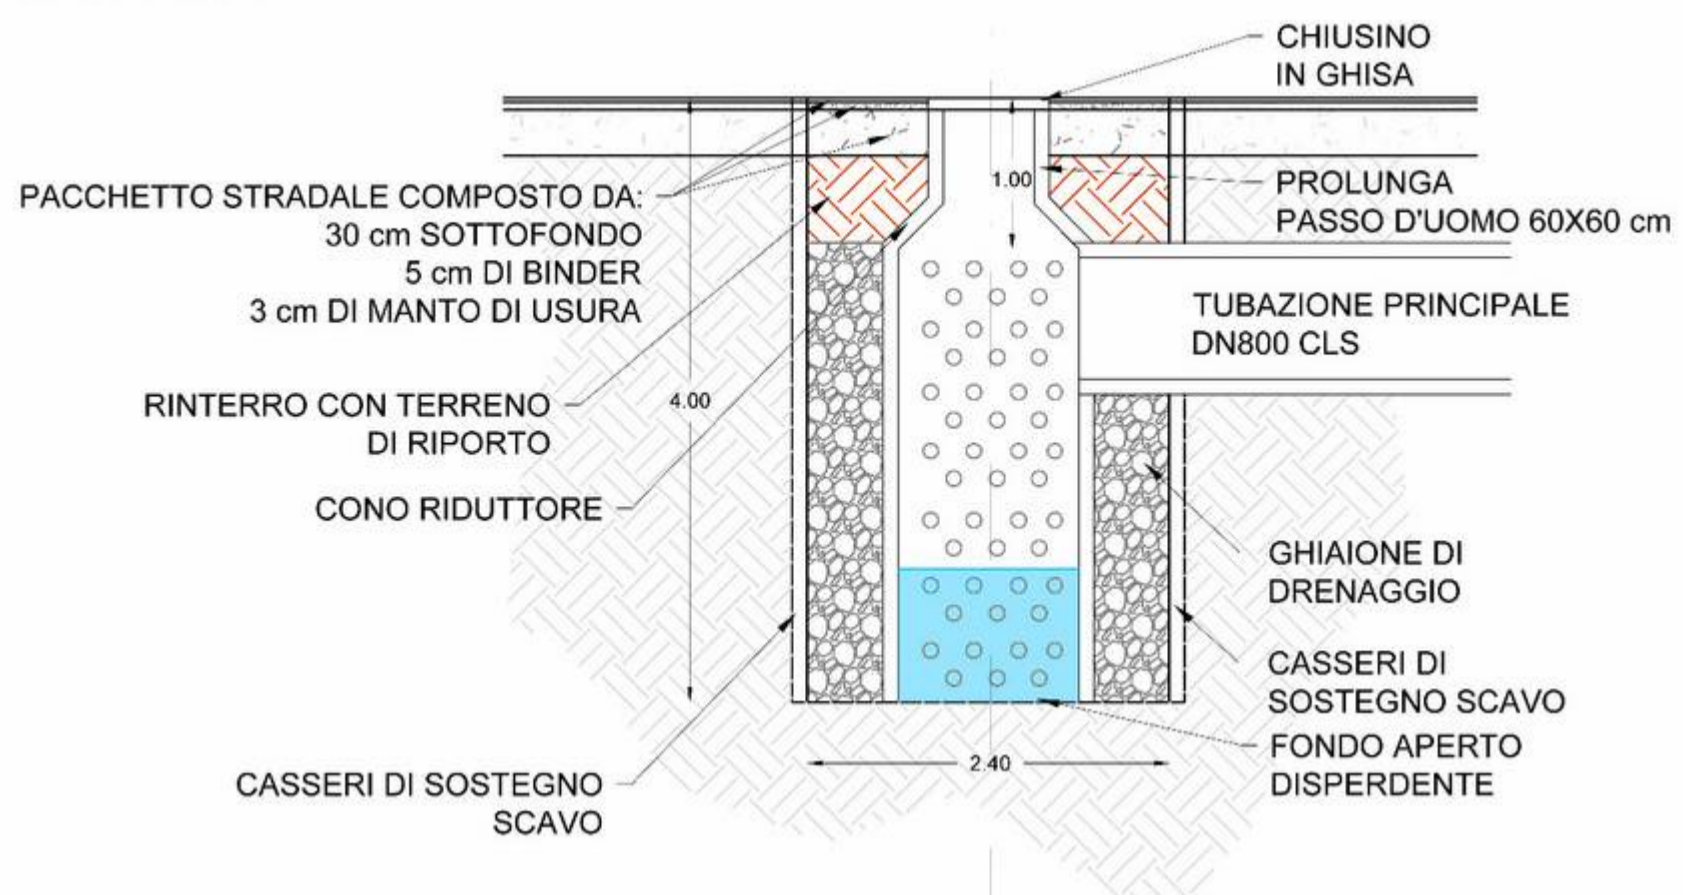 CHIUSINO
IN GHISA
PACCHETTO STRADALE COMPOSTO DA:
30 cm SOTTOFONDO
5 cm DI BINDER
3 cm DI MANTO DI USURA
1.00
PROLUNGA
PASSO D'UOMO 60X60 cm
TUBAZIONE PRINCIPALE
DN800 CLS
RINTERRO CON TERRENO
DI RIPORTO
4.00
CONO RIDUTTORE
GHIAIONE DI
DRENAGGIO
CASSERI DI
SOSTEGNO SCAVO
FONDO APERTO
DISPERDENTE
2.40
CASSERI DI SOSTEGNO
SCAVO